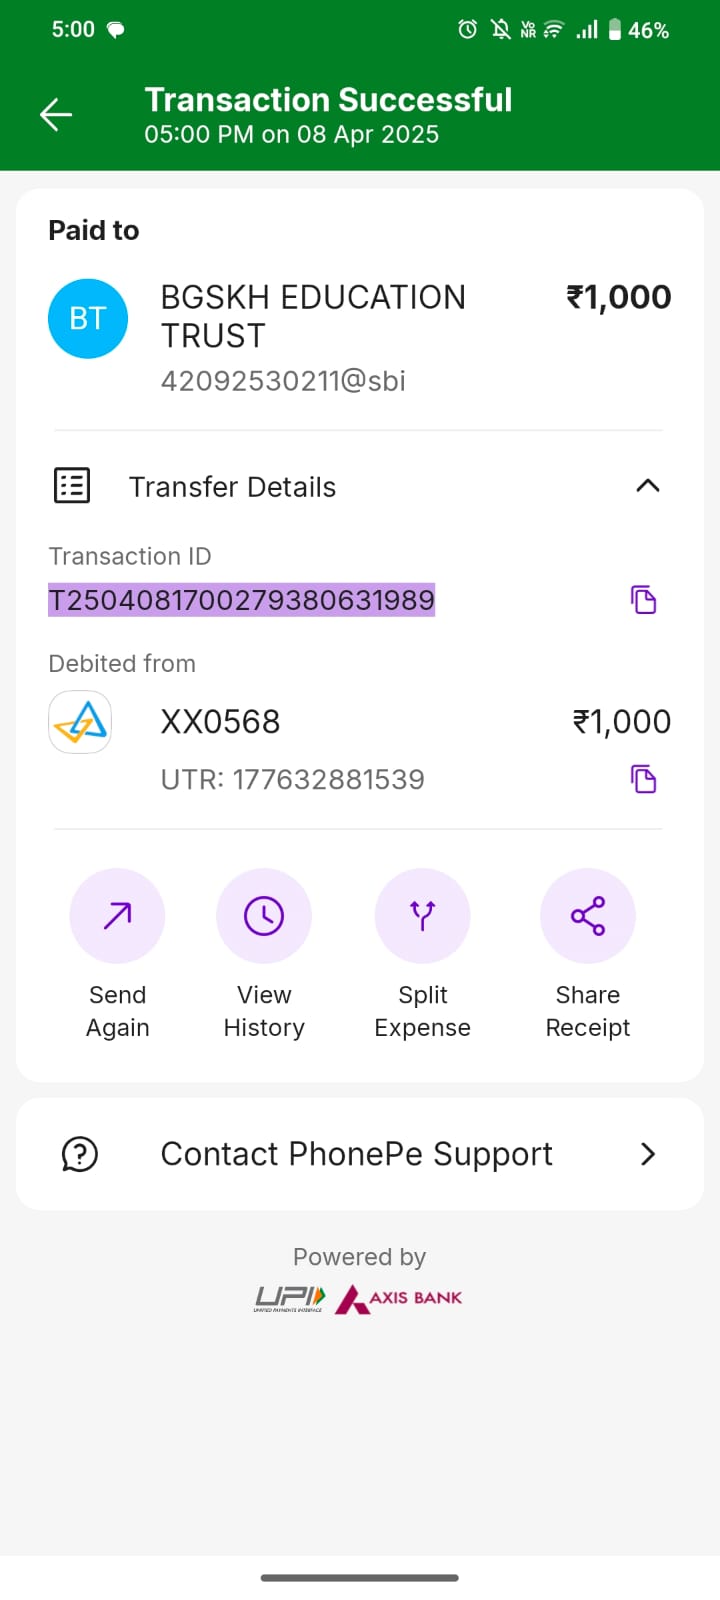 5:00
Vo
NR
46%
Transaction Successful
05:00 PM on 08 Apr 2025
Paid to
BT
BGSKH EDUCATION
TRUST
₹1,000
42092530211@sbi
Transfer Details
Transaction ID
T2504081700279380631989
Debited from
XX0568
₹1,000
UTR: 177632881539
Send
Again
View
History
Split
Expense
Share
Receipt
Contact PhonePe Support
Powered by
UPI
UNIFIED PAYMENTS INTERFACE
AXIS BANK